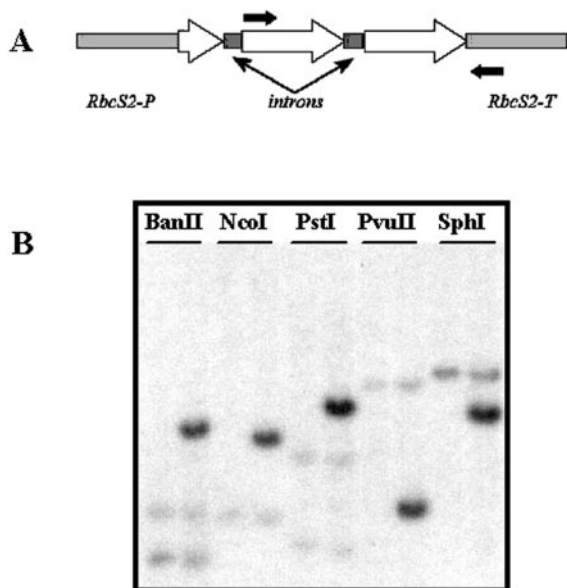 A
RbcS2-P
introns
RbcS2-T
B
BanII NcoI PstI PvuII SphI